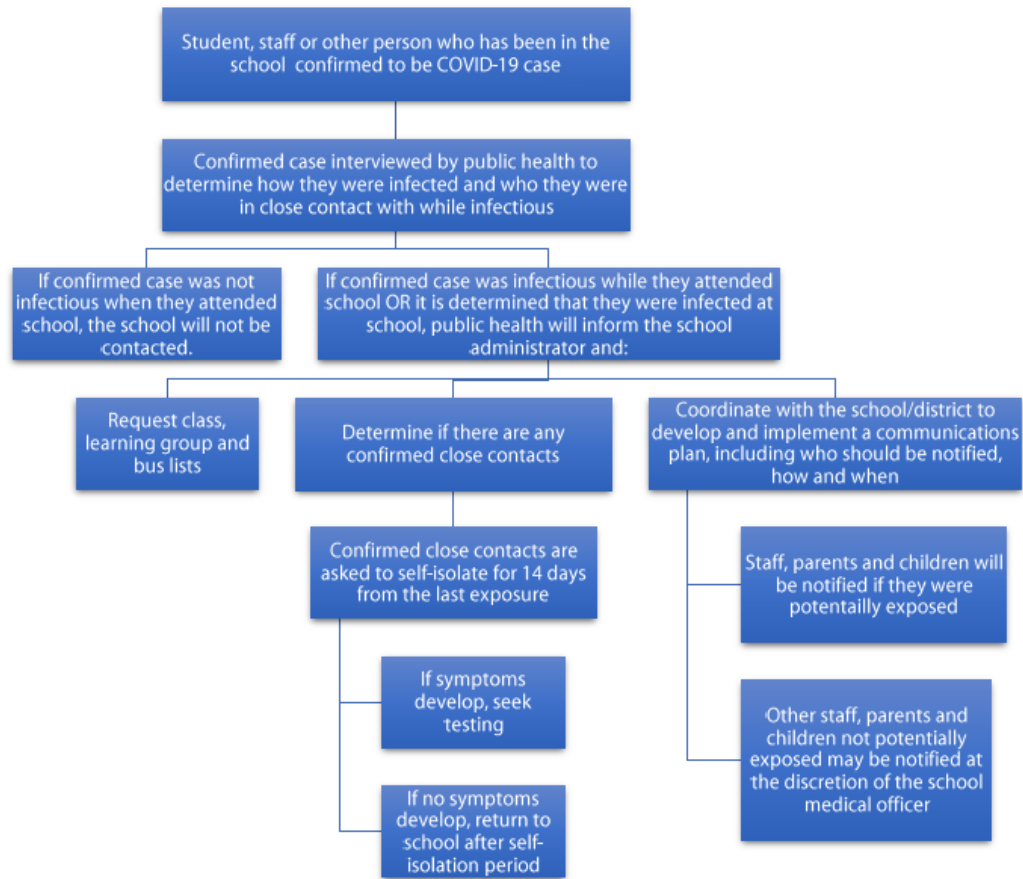 Student, staff or other person who has been in the
school confirmed to be COVID-19 case
Confirmed case interviewed by public health to
determine how they were infected and who they were
in close contact with while infectious
If confirmed case was not
infectious when they attended
school, the school will not be
contacted.
If confirmed case was infectious while they attended
school OR it is determined that they were infected at
school, public health will inform the school
administrator and:
Request class,
learning group and
bus lists
Determine if there are any
confirmed close contacts
Coordinate with the school/district to
develop and implement a communications
plan, including who should be notified,
how and when
Confirmed close contacts are
asked to self-isolate for 14 days
from the last exposure
Staff, parents and children will
be notified if they were
potentailly exposed
If symptoms
develop, seek
testing
Other staff, parents and
children not potentially
exposed may be notified at
the discretion of the school
medical officer
If no symptoms
develop, return to
school after self-
isolation period